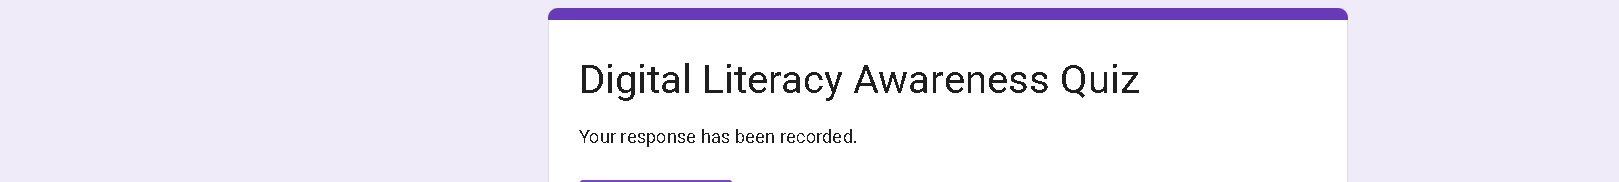 Digital Literacy Awareness Quiz
Your response has been recorded.